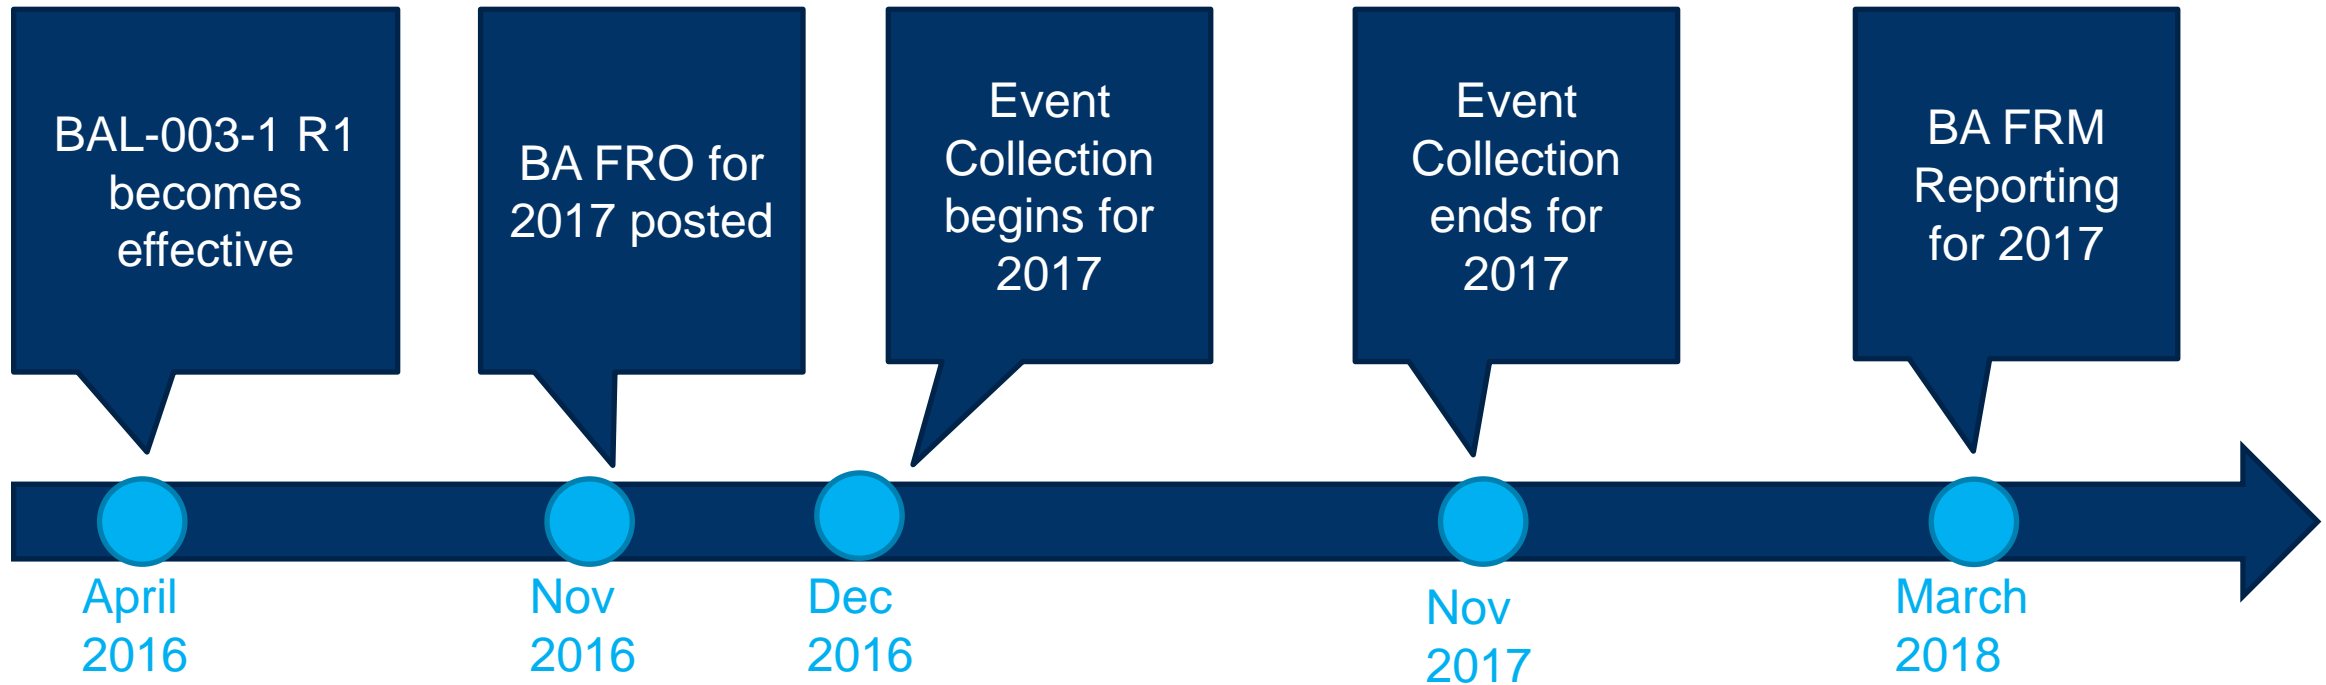 BAL-003-1 R1
becomes
effective
BA FRO for
2017 posted
Event
Collection
begins for
2017
Event
Collection
ends for
2017
BA FRM
Reporting
for 2017
April
2016
Nov
2016
Dec
2016
Nov
2017
March
2018